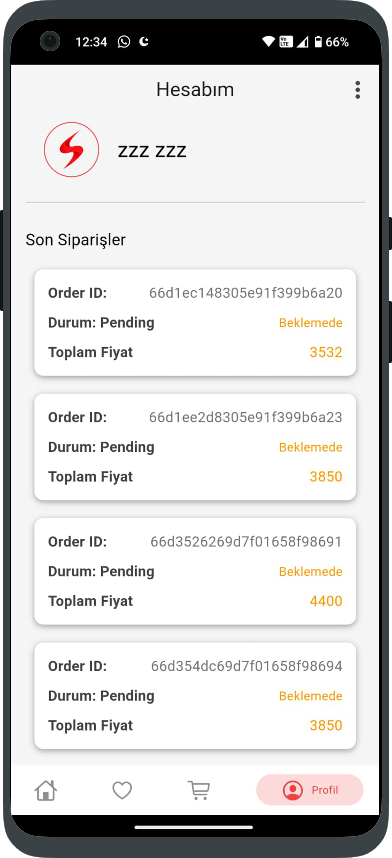 12:34 Vo LTE 66%
Hesabım
zzz zzz
Son Siparişler
Order ID: 66d1ec148305e91f399b6a20
Durum: Pending Beklemede
Toplam Fiyat 3532
Order ID: 66d1ee2d8305e91f399b6a23
Durum: Pending Beklemede
Toplam Fiyat 3850
Order ID: 66d3526269d7f01658f98691
Durum: Pending Beklemede
Toplam Fiyat 4400
Order ID: 66d354dc69d7f01658f98694
Durum: Pending Beklemede
Toplam Fiyat 3850
Profil